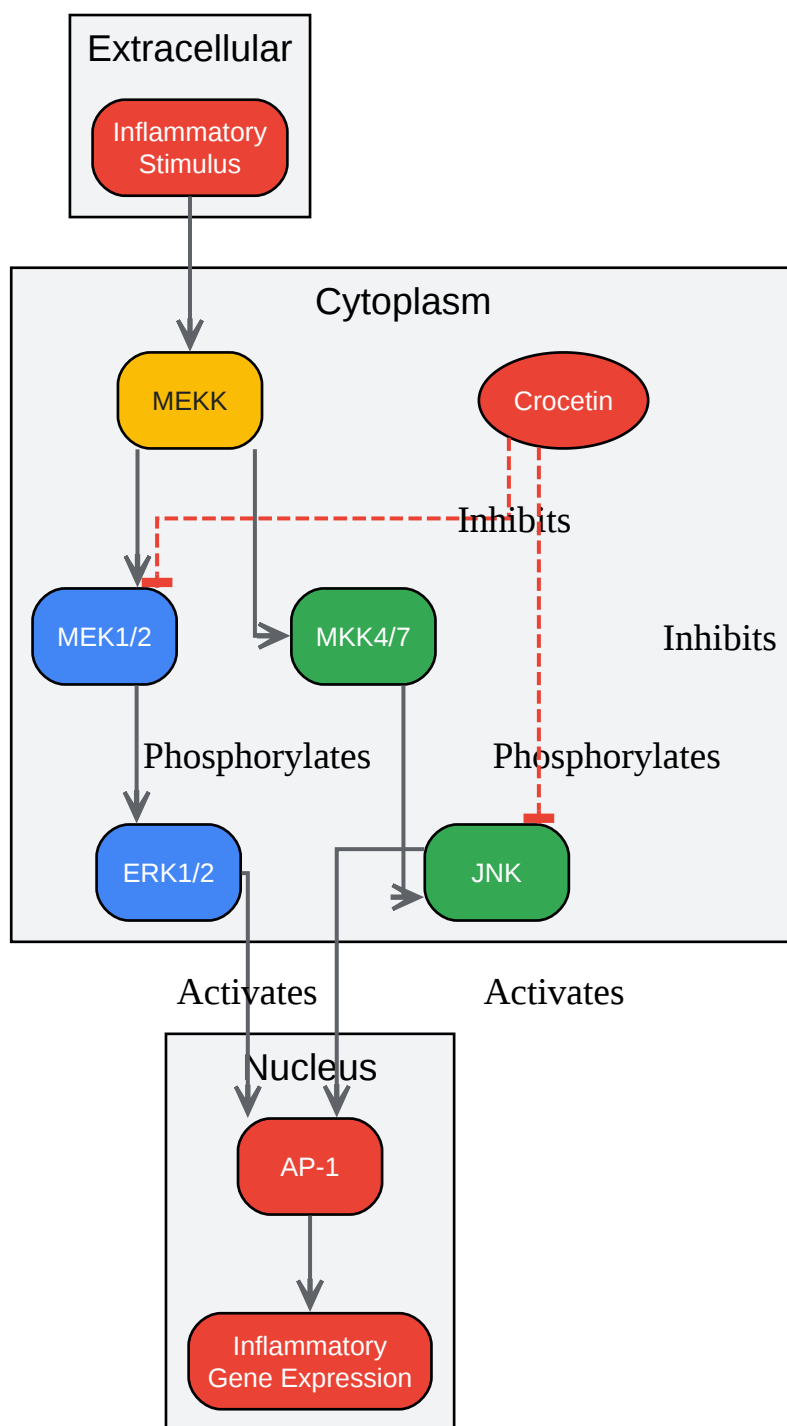 Extracellular
Inflammatory
Stimulus
Cytoplasm
MEKK
Crocetin
Inhibits
MEK1/2
MKK4/7
Inhibits
Phosphorylates
Phosphorylates
ERK1/2
JNK
Activates
Activates
Nucleus
AP-1
Inflammatory
Gene Expression